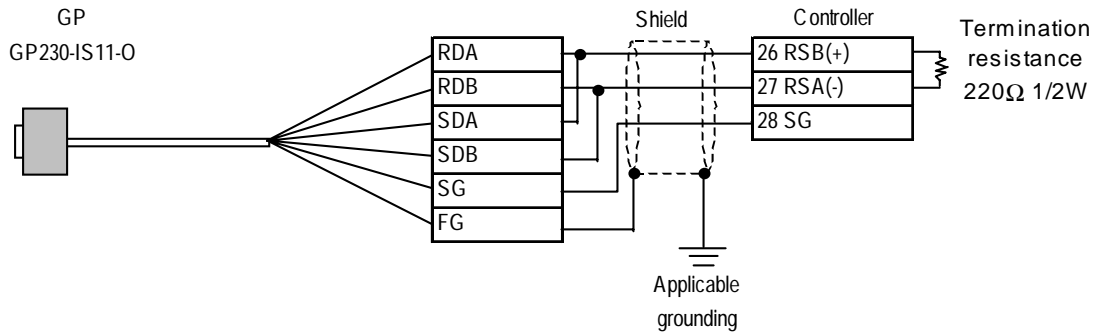 GP
GP230-IS11-O
RDA
RDB
SDA
SDB
SG
FG
Shield
Controller
26 RSB(+)
27 RSA(-)
28 SG
Termination
resistance
220Ω 1/2W
Applicable
grounding